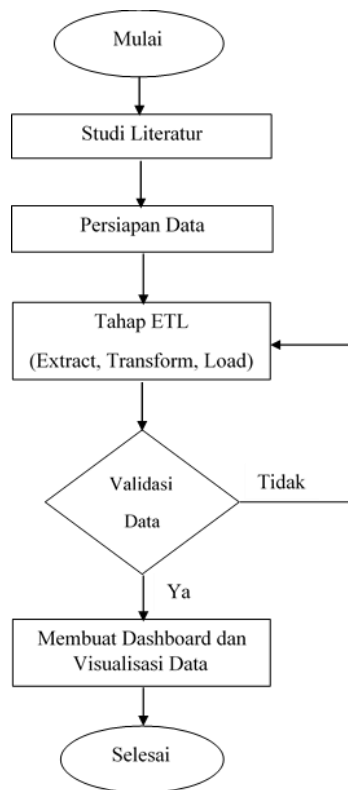 Mulai
Studi Literatur
Persiapan Data
Tahap ETL
(Extract, Transform, Load)
Validasi
Data
Tidak
Ya
Membuat Dashboard dan
Visualisasi Data
Selesai